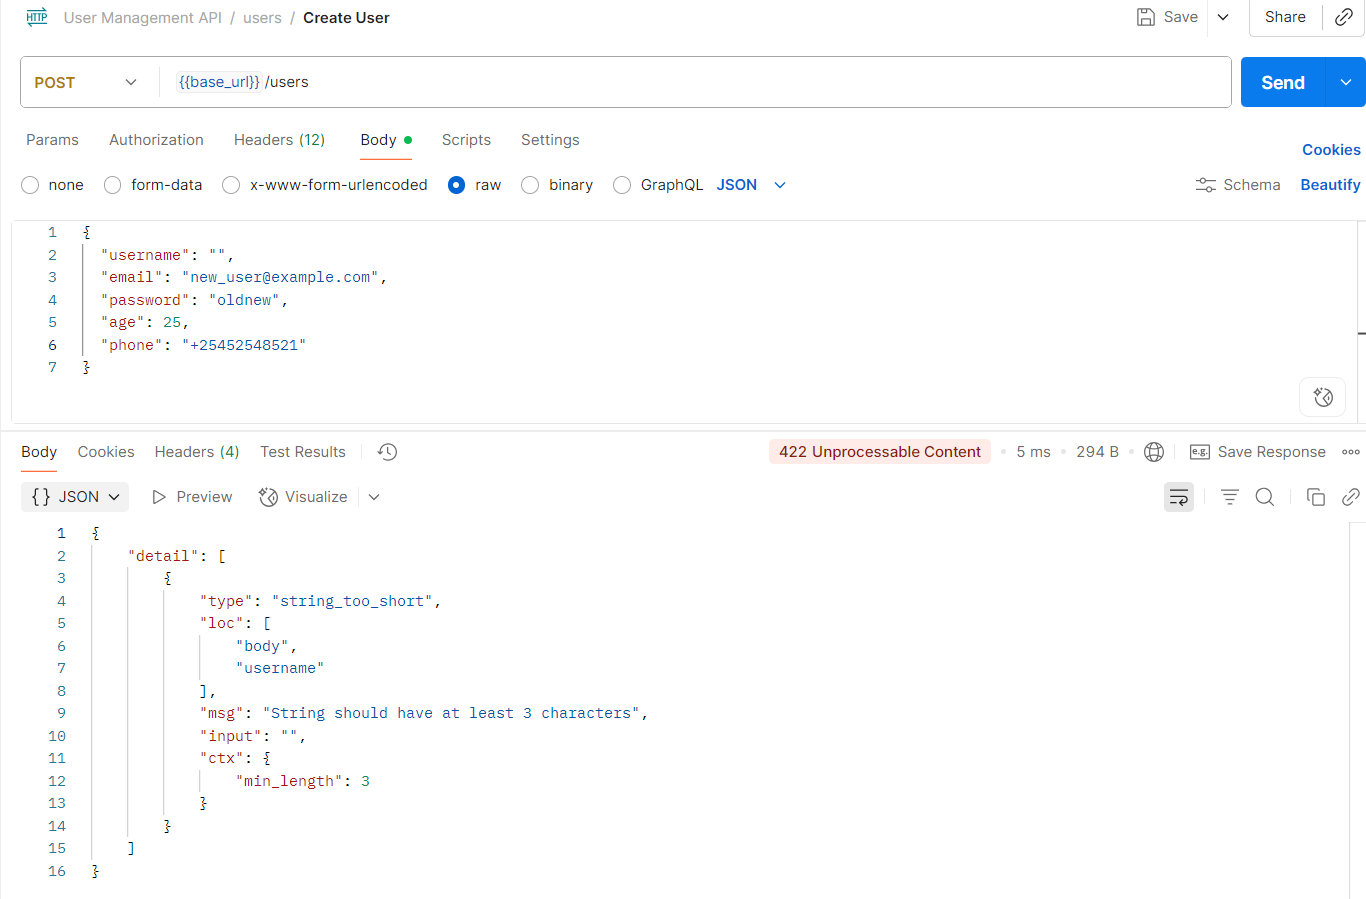 HTTP User Management API / users / Create User Save Share
POST {{base_url}}/users Send
Params Authorization Headers (12) Body Scripts Settings Cookies
none form-data x-www-form-urlencoded raw binary GraphQL JSON Schema Beautify
1 {
2 "username": "",
3 "email": "new_user@example.com",
4 "password": "oldnew",
5 "age": 25,
6 "phone": "+25452548521"
7 }
Body Cookies Headers (4) Test Results 422 Unprocessable Content 5 ms 294 B e.g. Save Response
{} JSON Preview Visualize
1 {
2 "detail": [
3 {
4 "type": "string_too_short",
5 "loc": [
6 "body",
7 "username"
8 ],
9 "msg": "String should have at least 3 characters",
10 "input": "",
11 "ctx": {
12 "min_length": 3
13 }
14 }
15 ]
16 }